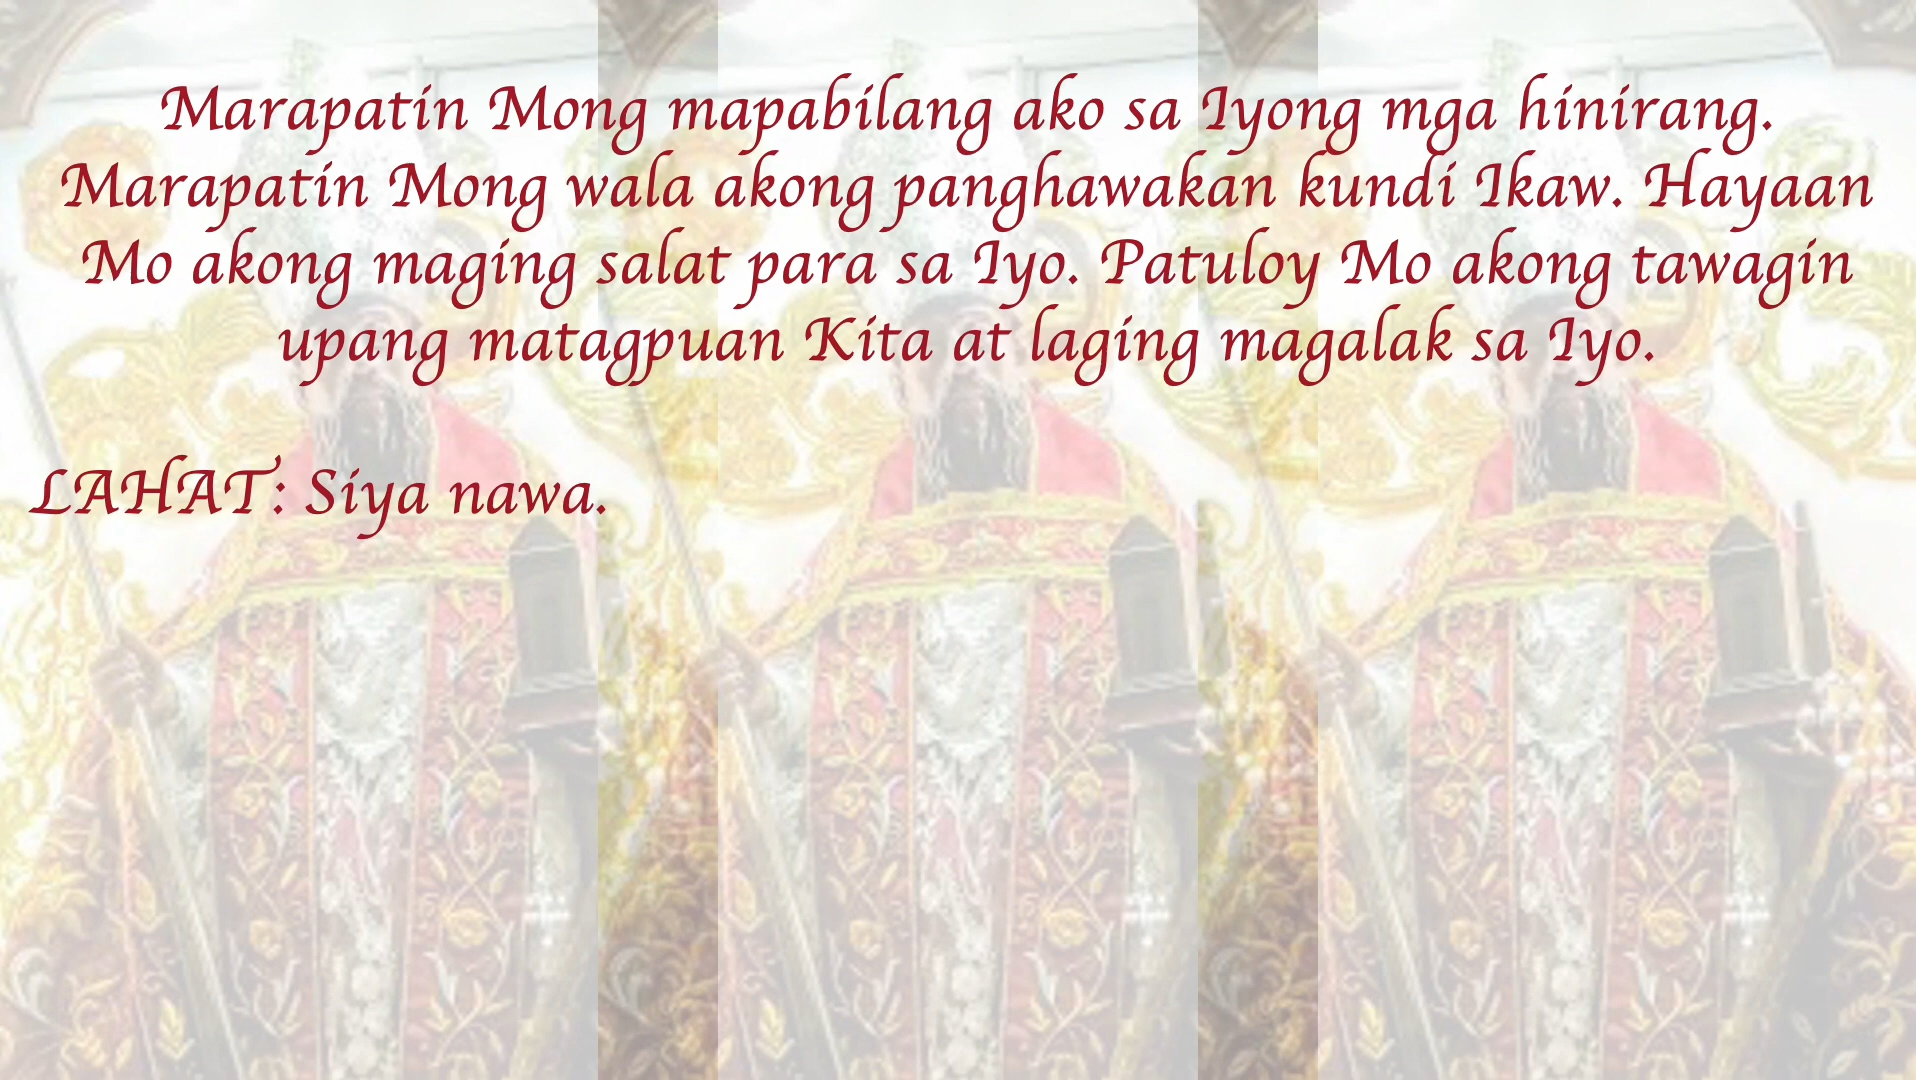 Marapatin Mong mapabilang ako sa Iyong mga hinirang.
Marapatin Mong wala akong panghawakan kundi Ikaw. Hayaan
Mo akong maging salat para sa Iyo. Patuloy Mo akong tawagin
upang matagpuan Kita at laging magalak sa Iyo.
LAHAT: Siya nawa.